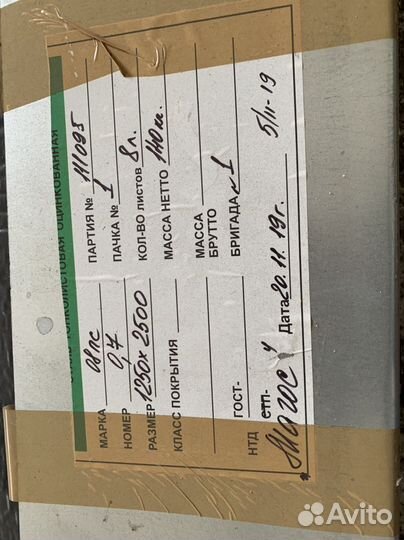 СТАЛЬ ТОНКОЛИСТОВАЯ ОЦИНКОВАННАЯ
МАРКА 08пс ПАРТИЯ № 111095
НОМЕР 0,7 ПАЧКА № 1
РАЗМЕР 1250х2500 КОЛ-ВО листов 8л.
КЛАСС ПОКРЫТИЯ МАССА НЕТТО 140кг.
МАССА БРУТТО
ГОСТ- БРИГАДА №1
НТД СТП-
Дата 20.11.19г. 5/11-19
Avito